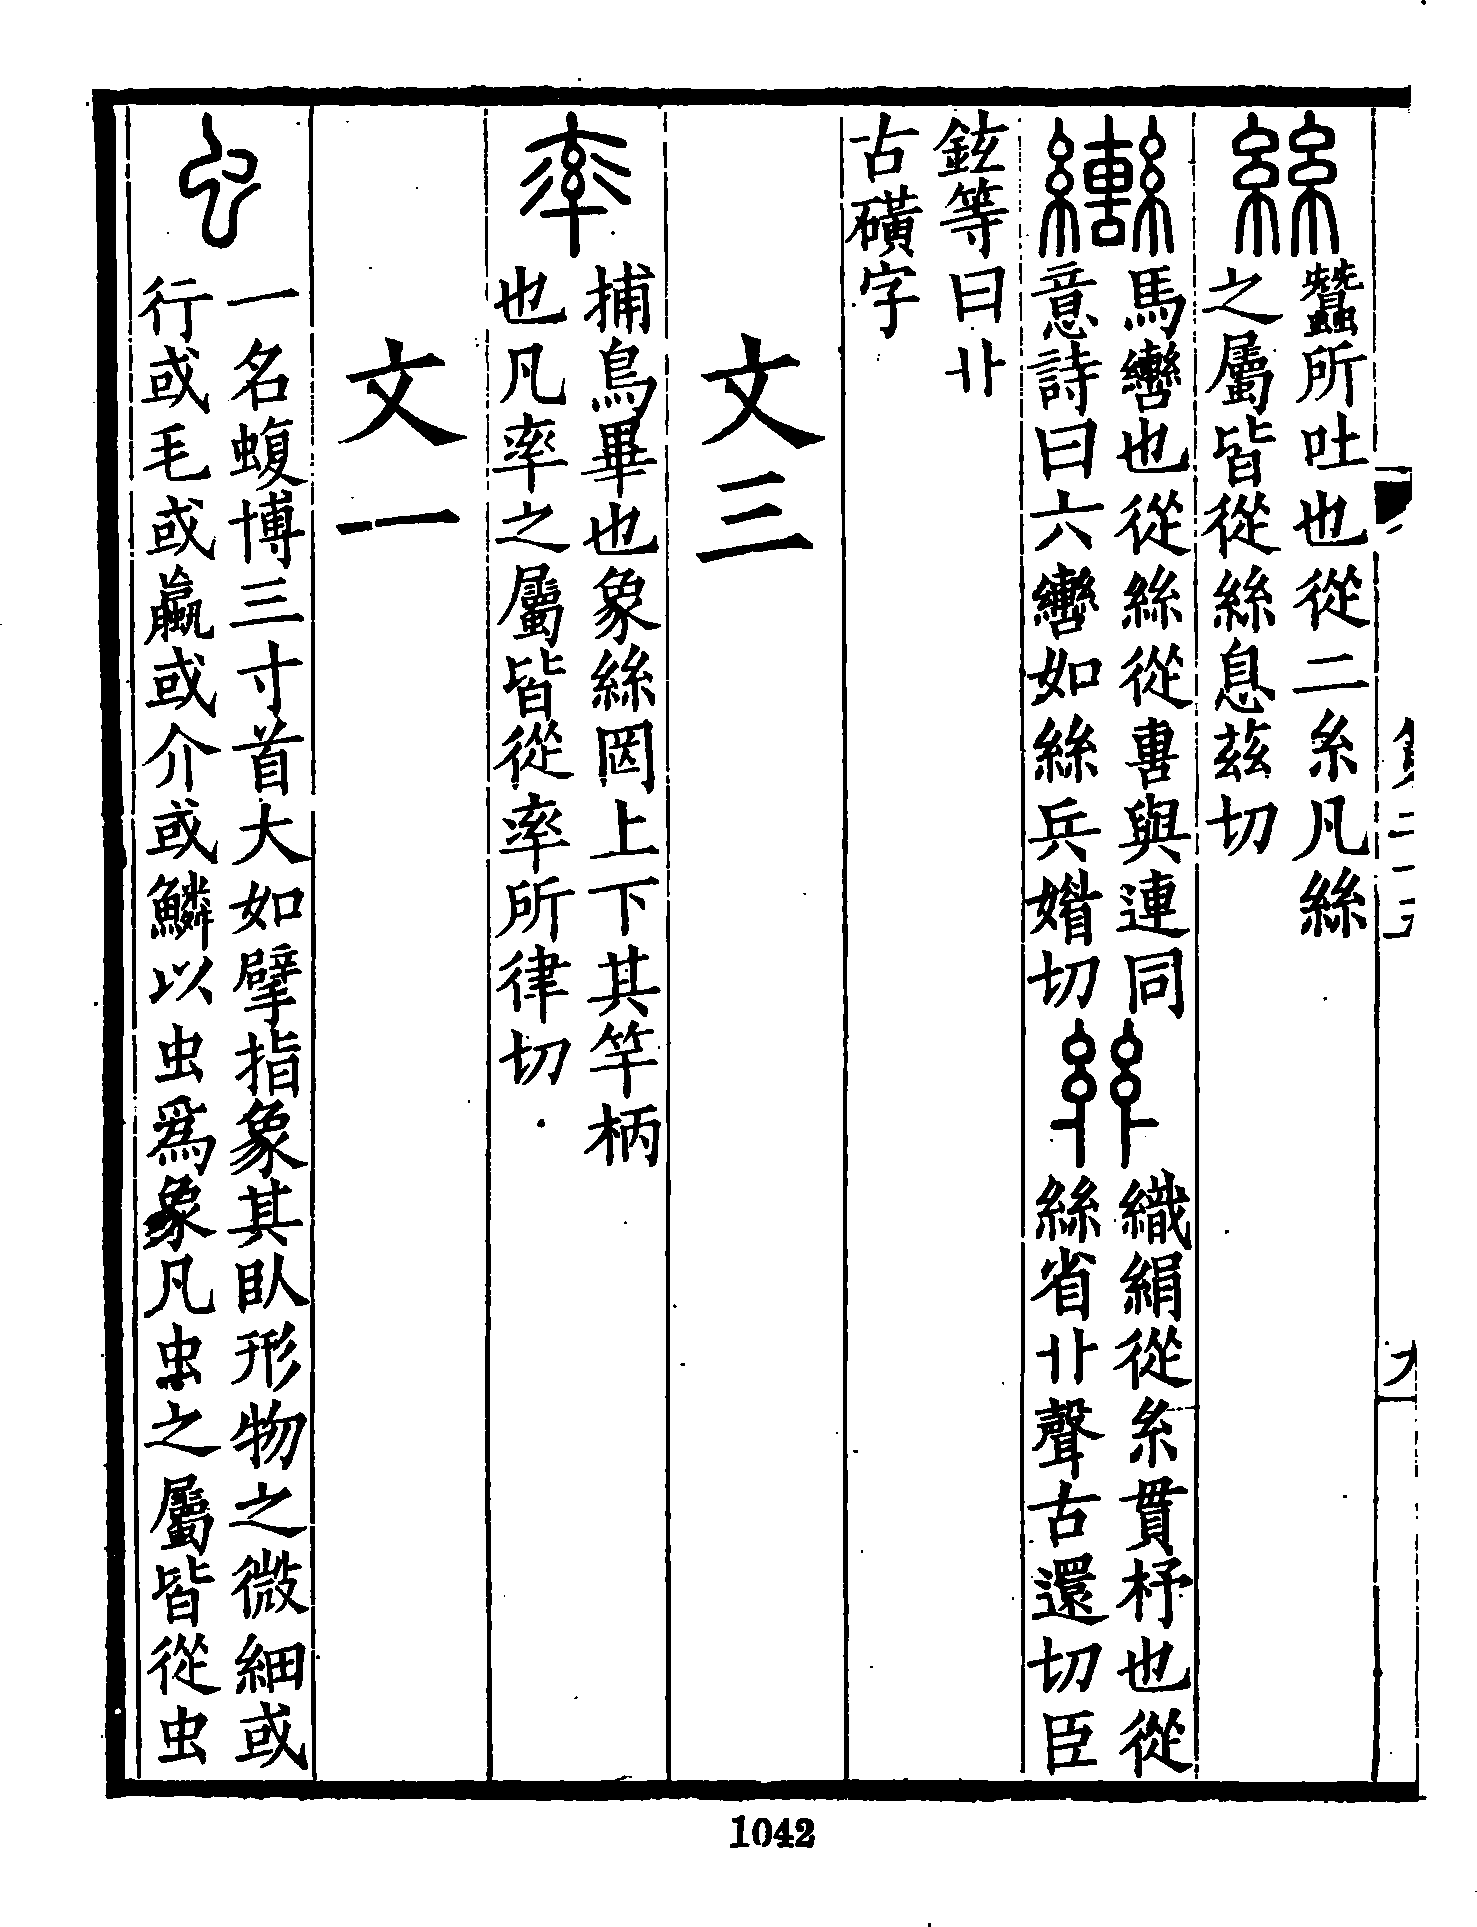 絲蠶所吐也從二糸凡絲
之屬皆從絲息茲切
轡馬轡也從絲從軎與連同
意詩曰六轡如絲兵媚切
𢇇織絹從糸貫杼也從
絲省卝聲古還切臣
鉉等曰卝
古磺字
文三
率捕鳥畢也象絲罔上下其竿柄
也凡率之屬皆從率所律切
文一
虫一名蝮博三寸首大如擘指象其臥形物之微細或
行或毛或蠃或介或鱗以虫爲象凡虫之屬皆從虫
1042